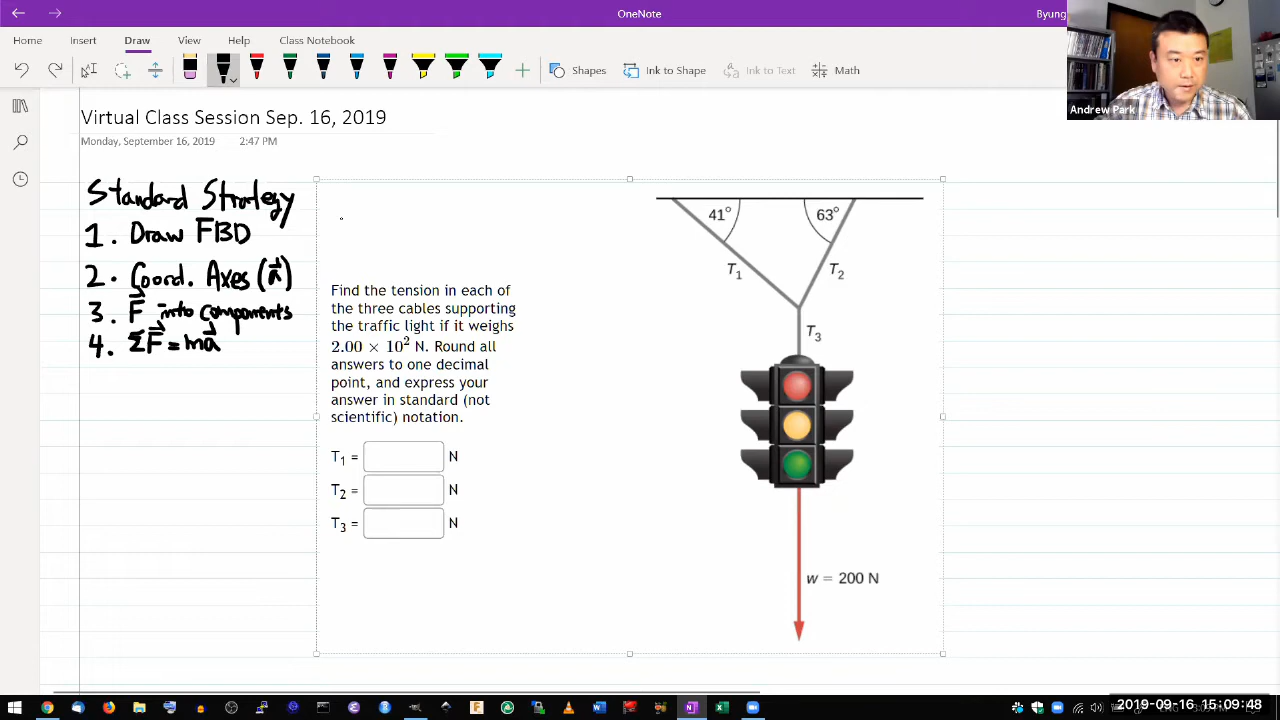 OneNote
Byung
Home Insert Draw View Help Class Notebook
Shapes Ink to Shape Ink to Text Math
Andrew Park
Virtual Class Session Sep. 16, 2019
Monday, September 16, 2019 2:47 PM
Standard Strategy
1. Draw FBD
2. Coord. Axes (a⃗)
3. F⃗ into components
4. ΣF⃗ = ma⃗
Find the tension in each of
the three cables supporting
the traffic light if it weighs
2.00 × 10² N. Round all
answers to one decimal
point, and express your
answer in standard (not
scientific) notation.
T₁ = N
T₂ = N
T₃ = N
41° 63°
T₁ T₂
T₃
w = 200 N
2019-09-16 15:09:48